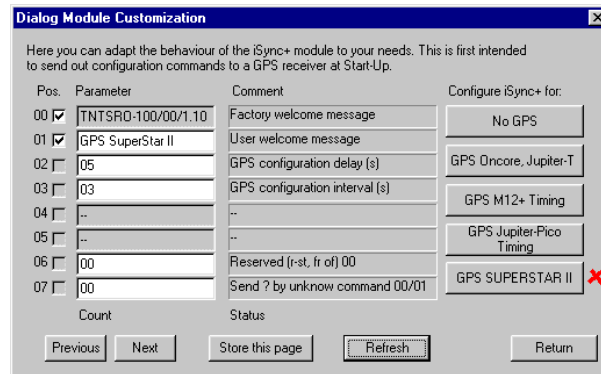 Dialog Module Customization
Here you can adapt the behaviour of the iSync+ module to your needs. This is first intended
to send out configuration commands to a GPS receiver at Start-Up.
Pos. Parameter Comment Configure iSync+ for:
00 TNTSRO-100/00/1.10 Factory welcome message No GPS
01 GPS SuperStar II User welcome message
02 05 GPS configuration delay (s) GPS Oncore, Jupiter-T
03 03 GPS configuration interval (s)
04 -- -- GPS M12+ Timing
05 -- -- GPS Jupiter-Pico
Timing
06 00 Reserved (r-st, fr of) 00 GPS SUPERSTAR II
07 00 Send ? by unknow command 00/01
Count Status
Previous Next Store this page Refresh Return